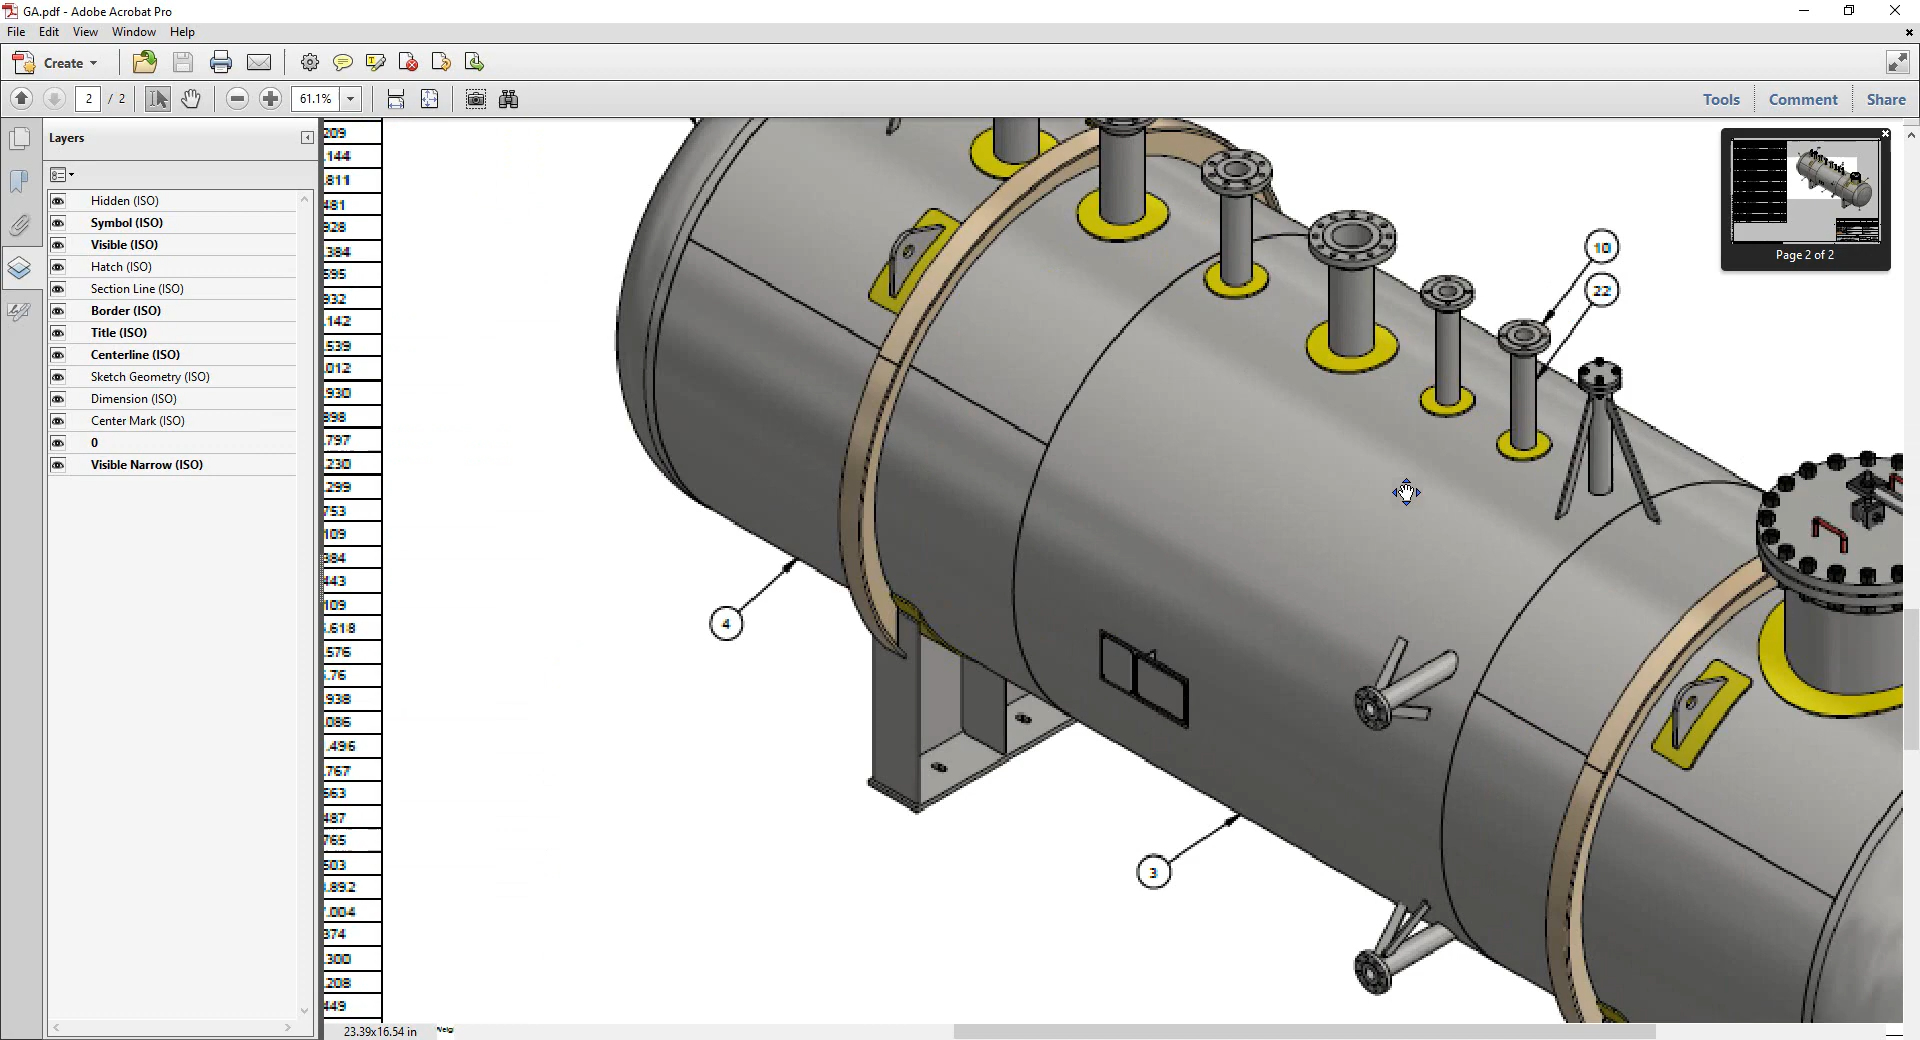 GA.pdf - Adobe Acrobat Pro
File Edit View Window Help
Create
2 / 2 61.1% Tools Comment Share
Layers
Hidden (ISO)
Symbol (ISO)
Visible (ISO)
Hatch (ISO)
Section Line (ISO)
Border (ISO)
Title (ISO)
Centerline (ISO)
Sketch Geometry (ISO)
Dimension (ISO)
Center Mark (ISO)
0
Visible Narrow (ISO)
209
.144
.811
481
928
.384
595
932
.142
.539
.012
.930
898
.797
.230
.299
753
109
384
443
109
.618
.576
.76
.938
.086
.496
.767
563
487
765
503
.892
.004
374
.300
.208
449
10
22
4
3
Page 2 of 2
23.39x16.54 in